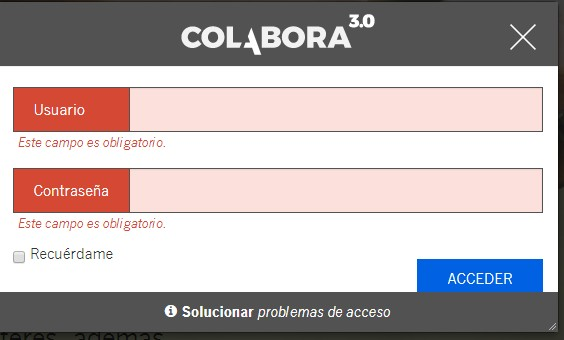 COLABORA 3.0
Usuario
Este campo es obligatorio.
Contraseña
Este campo es obligatorio.
Recuérdame
ACCEDER
Solucionar problemas de acceso